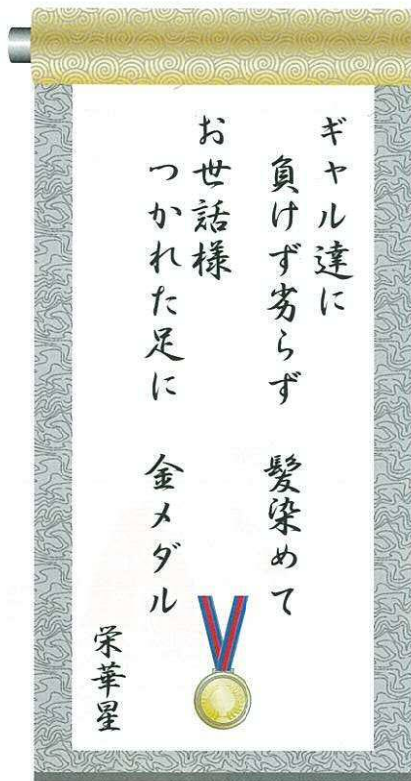 ギャル達に
負けず劣らず 髪染めて
お世話様
つかれた足に 金メダル
栄華星